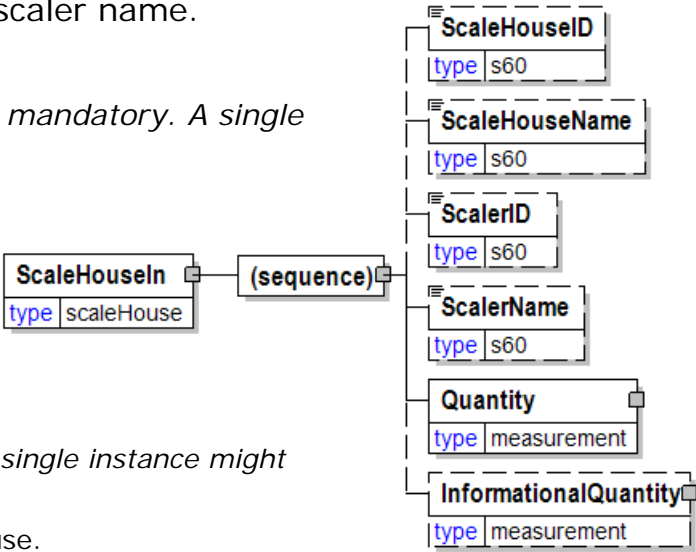 scaler name.
mandatory. A single
single instance might
use.
ScaleHouseIn
type scaleHouse
(sequence)
ScaleHouseID
type s60
ScaleHouseName
type s60
ScalerID
type s60
ScalerName
type s60
Quantity
type measurement
InformationalQuantity
type measurement